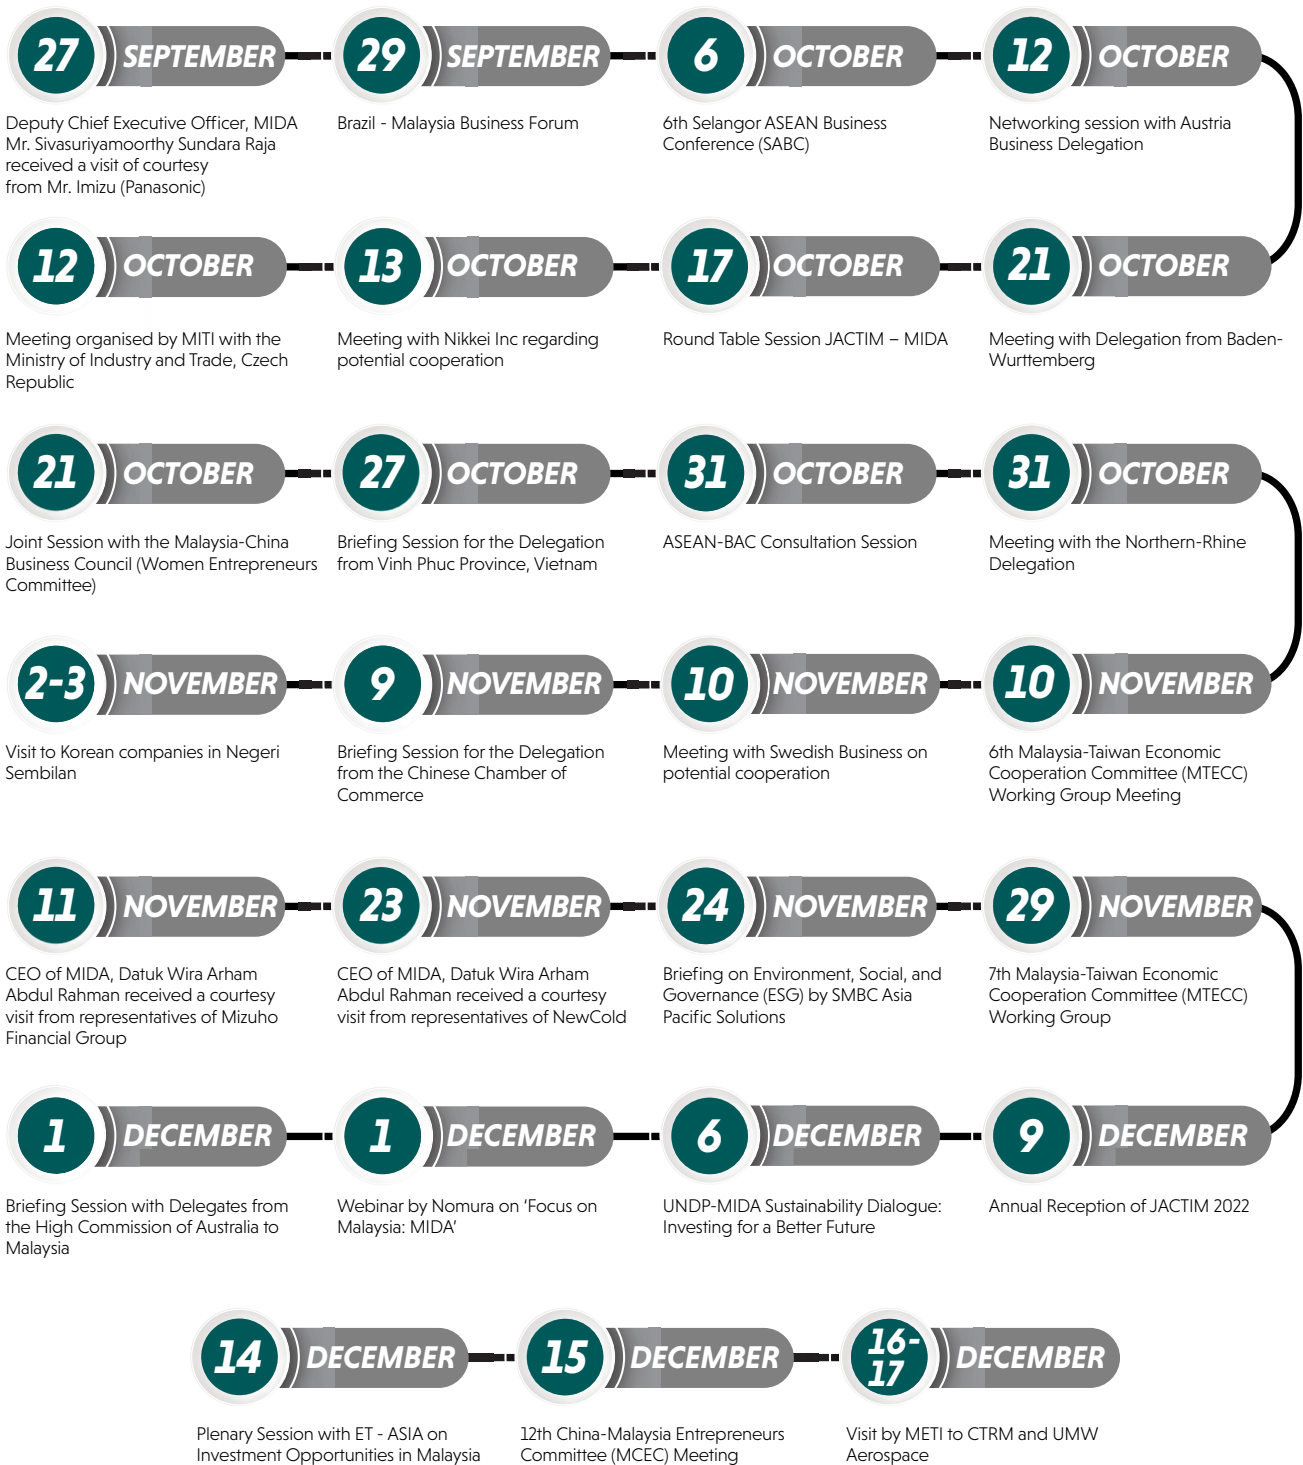 27 SEPTEMBER
Deputy Chief Executive Officer, MIDA
Mr. Sivasuriyamoorthy Sundara Raja
received a visit of courtesy
from Mr. Imizu (Panasonic)
29 SEPTEMBER
Brazil - Malaysia Business Forum
6 OCTOBER
6th Selangor ASEAN Business
Conference (SABC)
12 OCTOBER
Networking session with Austria
Business Delegation
12 OCTOBER
Meeting organised by MITI with the
Ministry of Industry and Trade, Czech
Republic
13 OCTOBER
Meeting with Nikkei Inc regarding
potential cooperation
17 OCTOBER
Round Table Session JACTIM – MIDA
21 OCTOBER
Meeting with Delegation from Baden-
Wurttemberg
21 OCTOBER
Joint Session with the Malaysia-China
Business Council (Women Entrepreneurs
Committee)
27 OCTOBER
Briefing Session for the Delegation
from Vinh Phuc Province, Vietnam
31 OCTOBER
ASEAN-BAC Consultation Session
31 OCTOBER
Meeting with the Northern-Rhine
Delegation
2-3 NOVEMBER
Visit to Korean companies in Negeri
Sembilan
9 NOVEMBER
Briefing Session for the Delegation
from the Chinese Chamber of
Commerce
10 NOVEMBER
Meeting with Swedish Business on
potential cooperation
10 NOVEMBER
6th Malaysia-Taiwan Economic
Cooperation Committee (MTECC)
Working Group Meeting
11 NOVEMBER
CEO of MIDA, Datuk Wira Arham
Abdul Rahman received a courtesy
visit from representatives of Mizuho
Financial Group
23 NOVEMBER
CEO of MIDA, Datuk Wira Arham
Abdul Rahman received a courtesy
visit from representatives of NewCold
24 NOVEMBER
Briefing on Environment, Social, and
Governance (ESG) by SMBC Asia
Pacific Solutions
29 NOVEMBER
7th Malaysia-Taiwan Economic
Cooperation Committee (MTECC)
Working Group
1 DECEMBER
Briefing Session with Delegates from
the High Commission of Australia to
Malaysia
1 DECEMBER
Webinar by Nomura on ‘Focus on
Malaysia: MIDA’
6 DECEMBER
UNDP-MIDA Sustainability Dialogue:
Investing for a Better Future
9 DECEMBER
Annual Reception of JACTIM 2022
14 DECEMBER
Plenary Session with ET - ASIA on
Investment Opportunities in Malaysia
15 DECEMBER
12th China-Malaysia Entrepreneurs
Committee (MCEC) Meeting
16-
17 DECEMBER
Visit by METI to CTRM and UMW
Aerospace